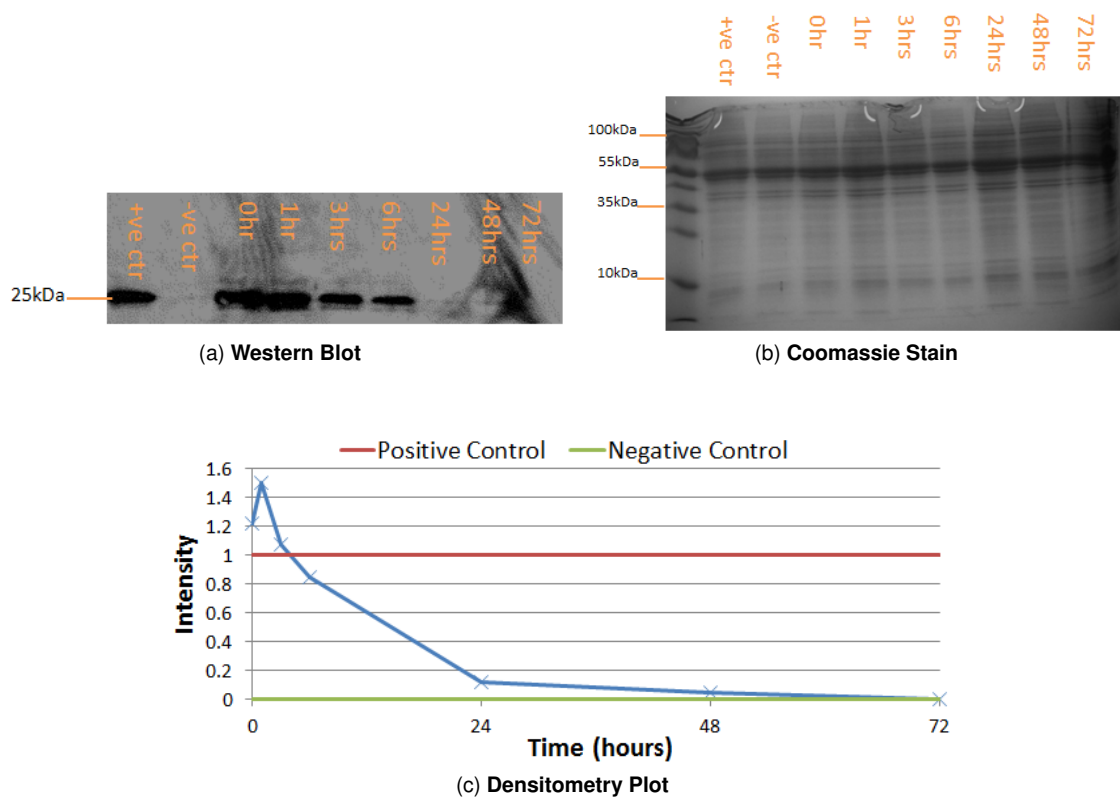 +ve ctr
-ve ctr
0hr
1hr
3hrs
6hrs
24hrs
48hrs
72hrs
25kDa
(a) Western Blot
+ve ctr
-ve ctr
0hr
1hr
3hrs
6hrs
24hrs
48hrs
72hrs
100kDa
55kDa
35kDa
10kDa
(b) Coomassie Stain
Positive Control Negative Control
1.6
1.4
1.2
1
0.8
0.6
0.4
0.2
0
Intensity
0 24 48 72
Time (hours)
(c) Densitometry Plot